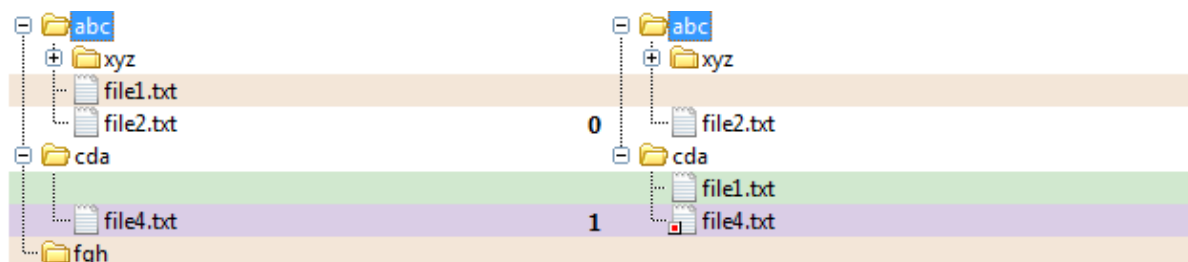 abc abc
xyz xyz
file1.txt
file2.txt 0 file2.txt
cda cda
file1.txt
file4.txt 1 file4.txt
fgh